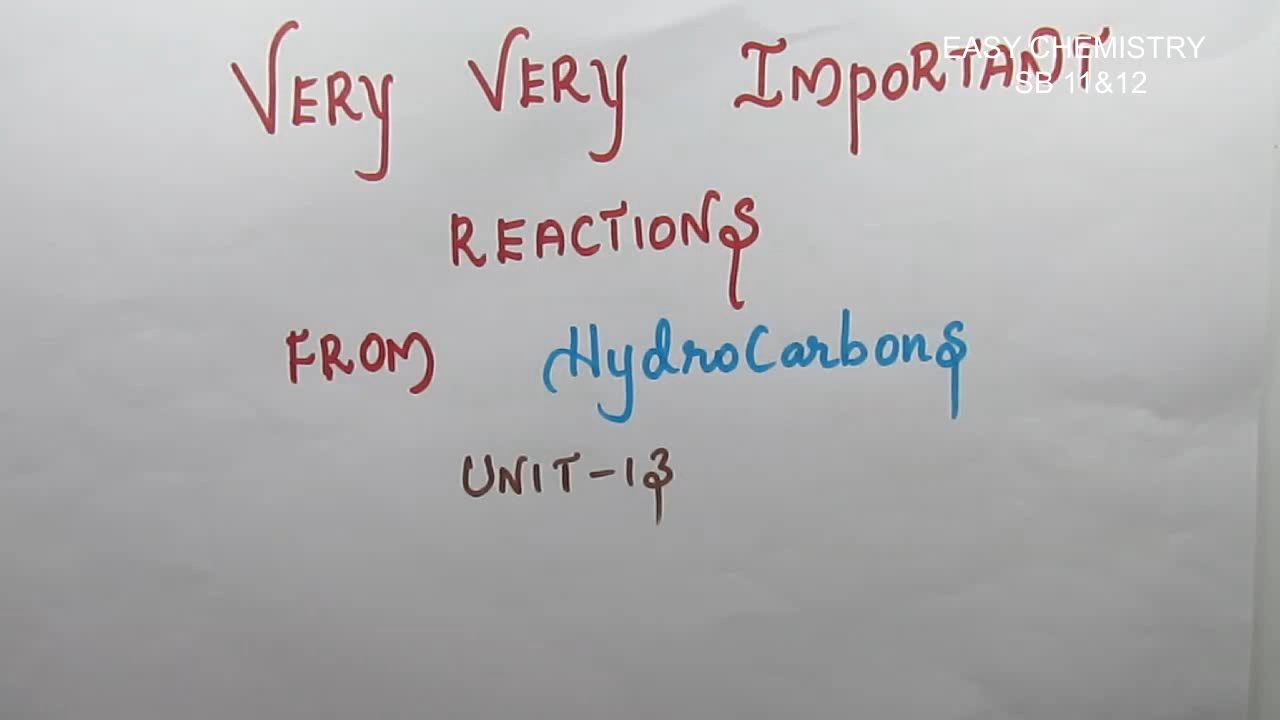 EASY CHEMISTRY
SB 11&12
VERY VERY IMPORTANT
REACTIONS
FROM HydroCarbons
UNIT-13